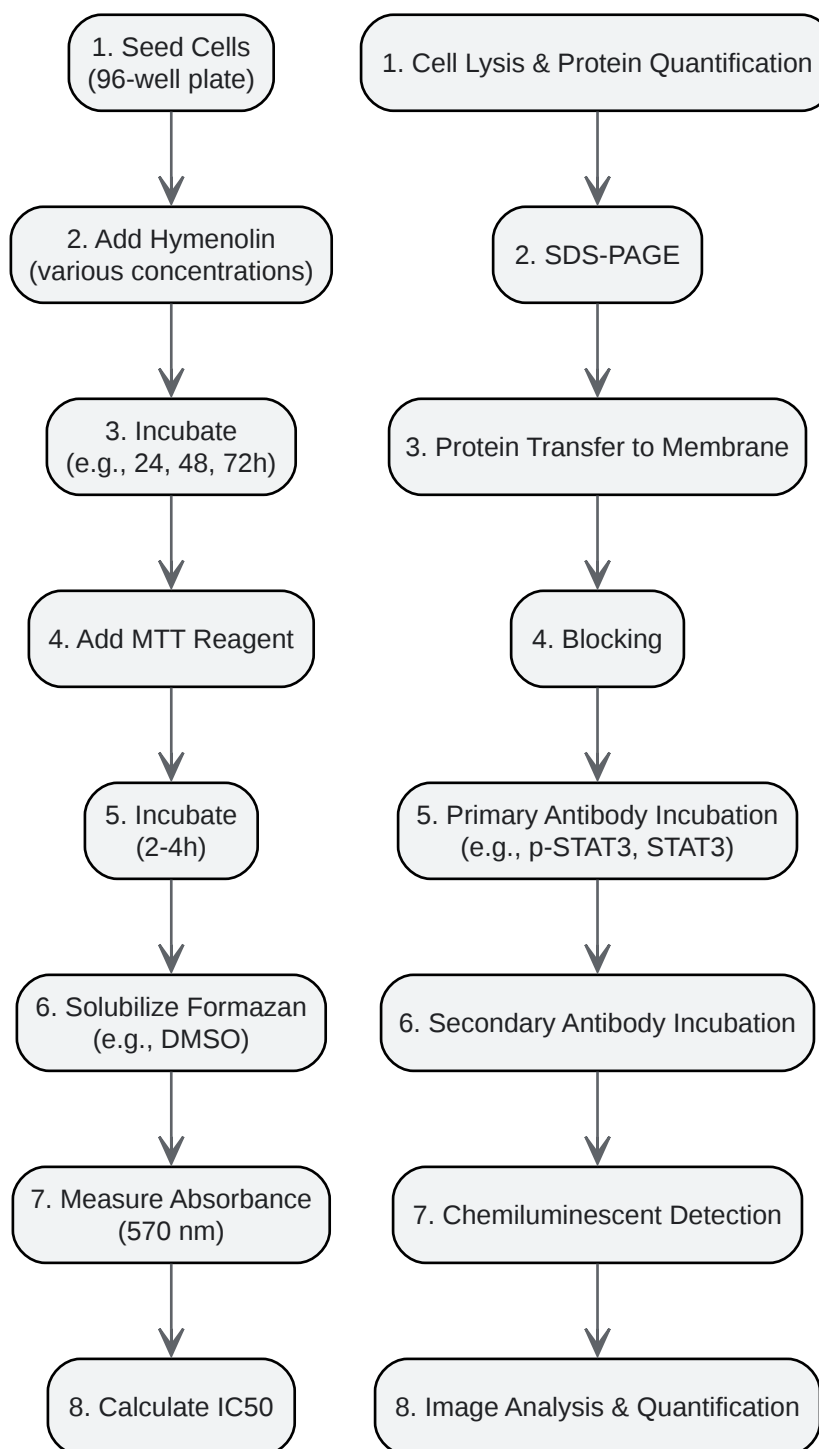 1. Seed Cells
(96-well plate)
2. Add Hymenolin
(various concentrations)
3. Incubate
(e.g., 24, 48, 72h)
4. Add MTT Reagent
5. Incubate
(2-4h)
6. Solubilize Formazan
(e.g., DMSO)
7. Measure Absorbance
(570 nm)
8. Calculate IC50
1. Cell Lysis & Protein Quantification
2. SDS-PAGE
3. Protein Transfer to Membrane
4. Blocking
5. Primary Antibody Incubation
(e.g., p-STAT3, STAT3)
6. Secondary Antibody Incubation
7. Chemiluminescent Detection
8. Image Analysis & Quantification